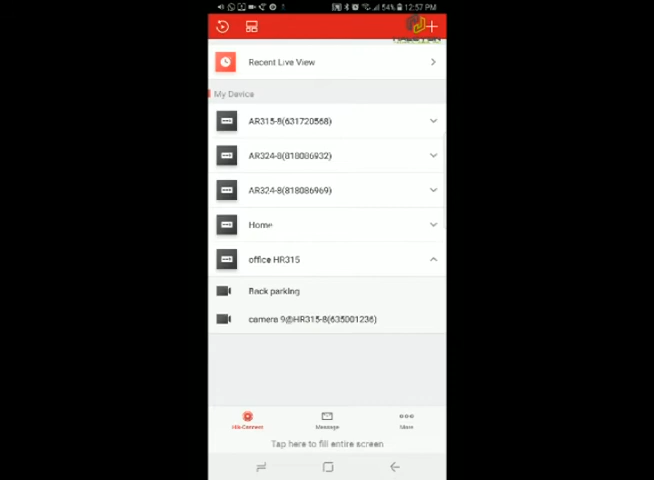 54% 12:57 PM
Recent Live View
My Device
AR315-8(631720568)
AR324-8(818086932)
AR324-8(818086969)
Home
office HR315
Back parking
camera 9@HR315-8(635001236)
Hik-Connect
Message
More
Tap here to fill entire screen